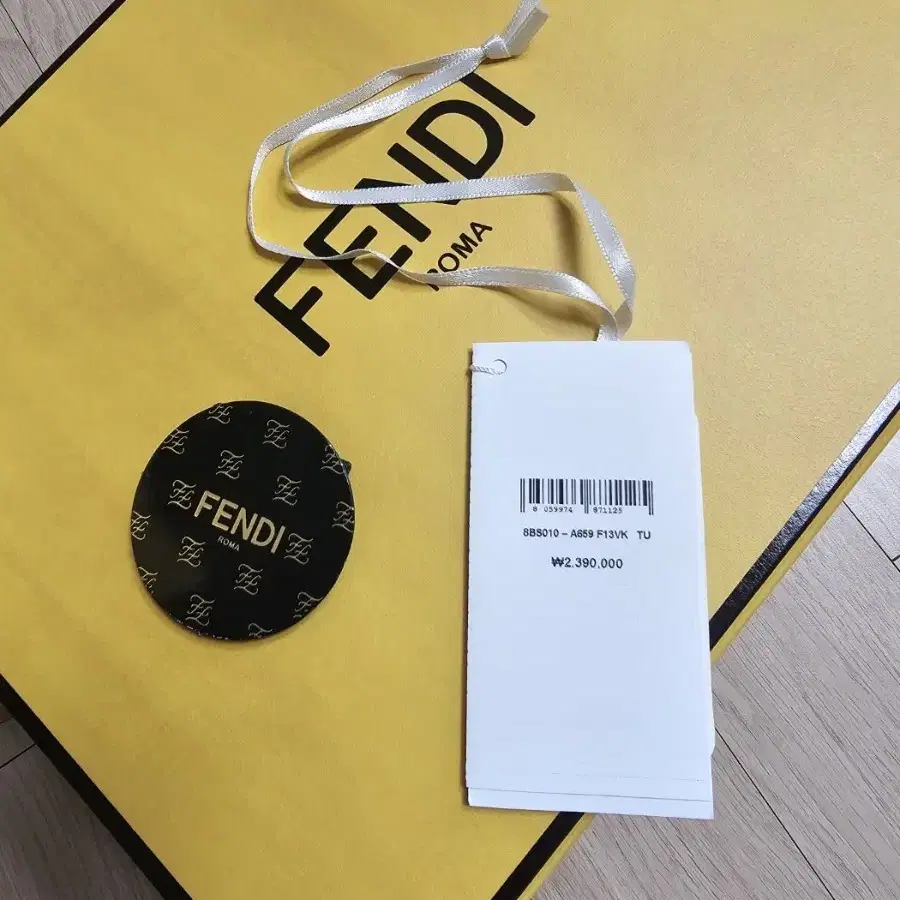 FENDI
ROMA
FENDI
ROMA
8 059974 871125
8BS010 – A659 F13VK TU
₩2,390,000